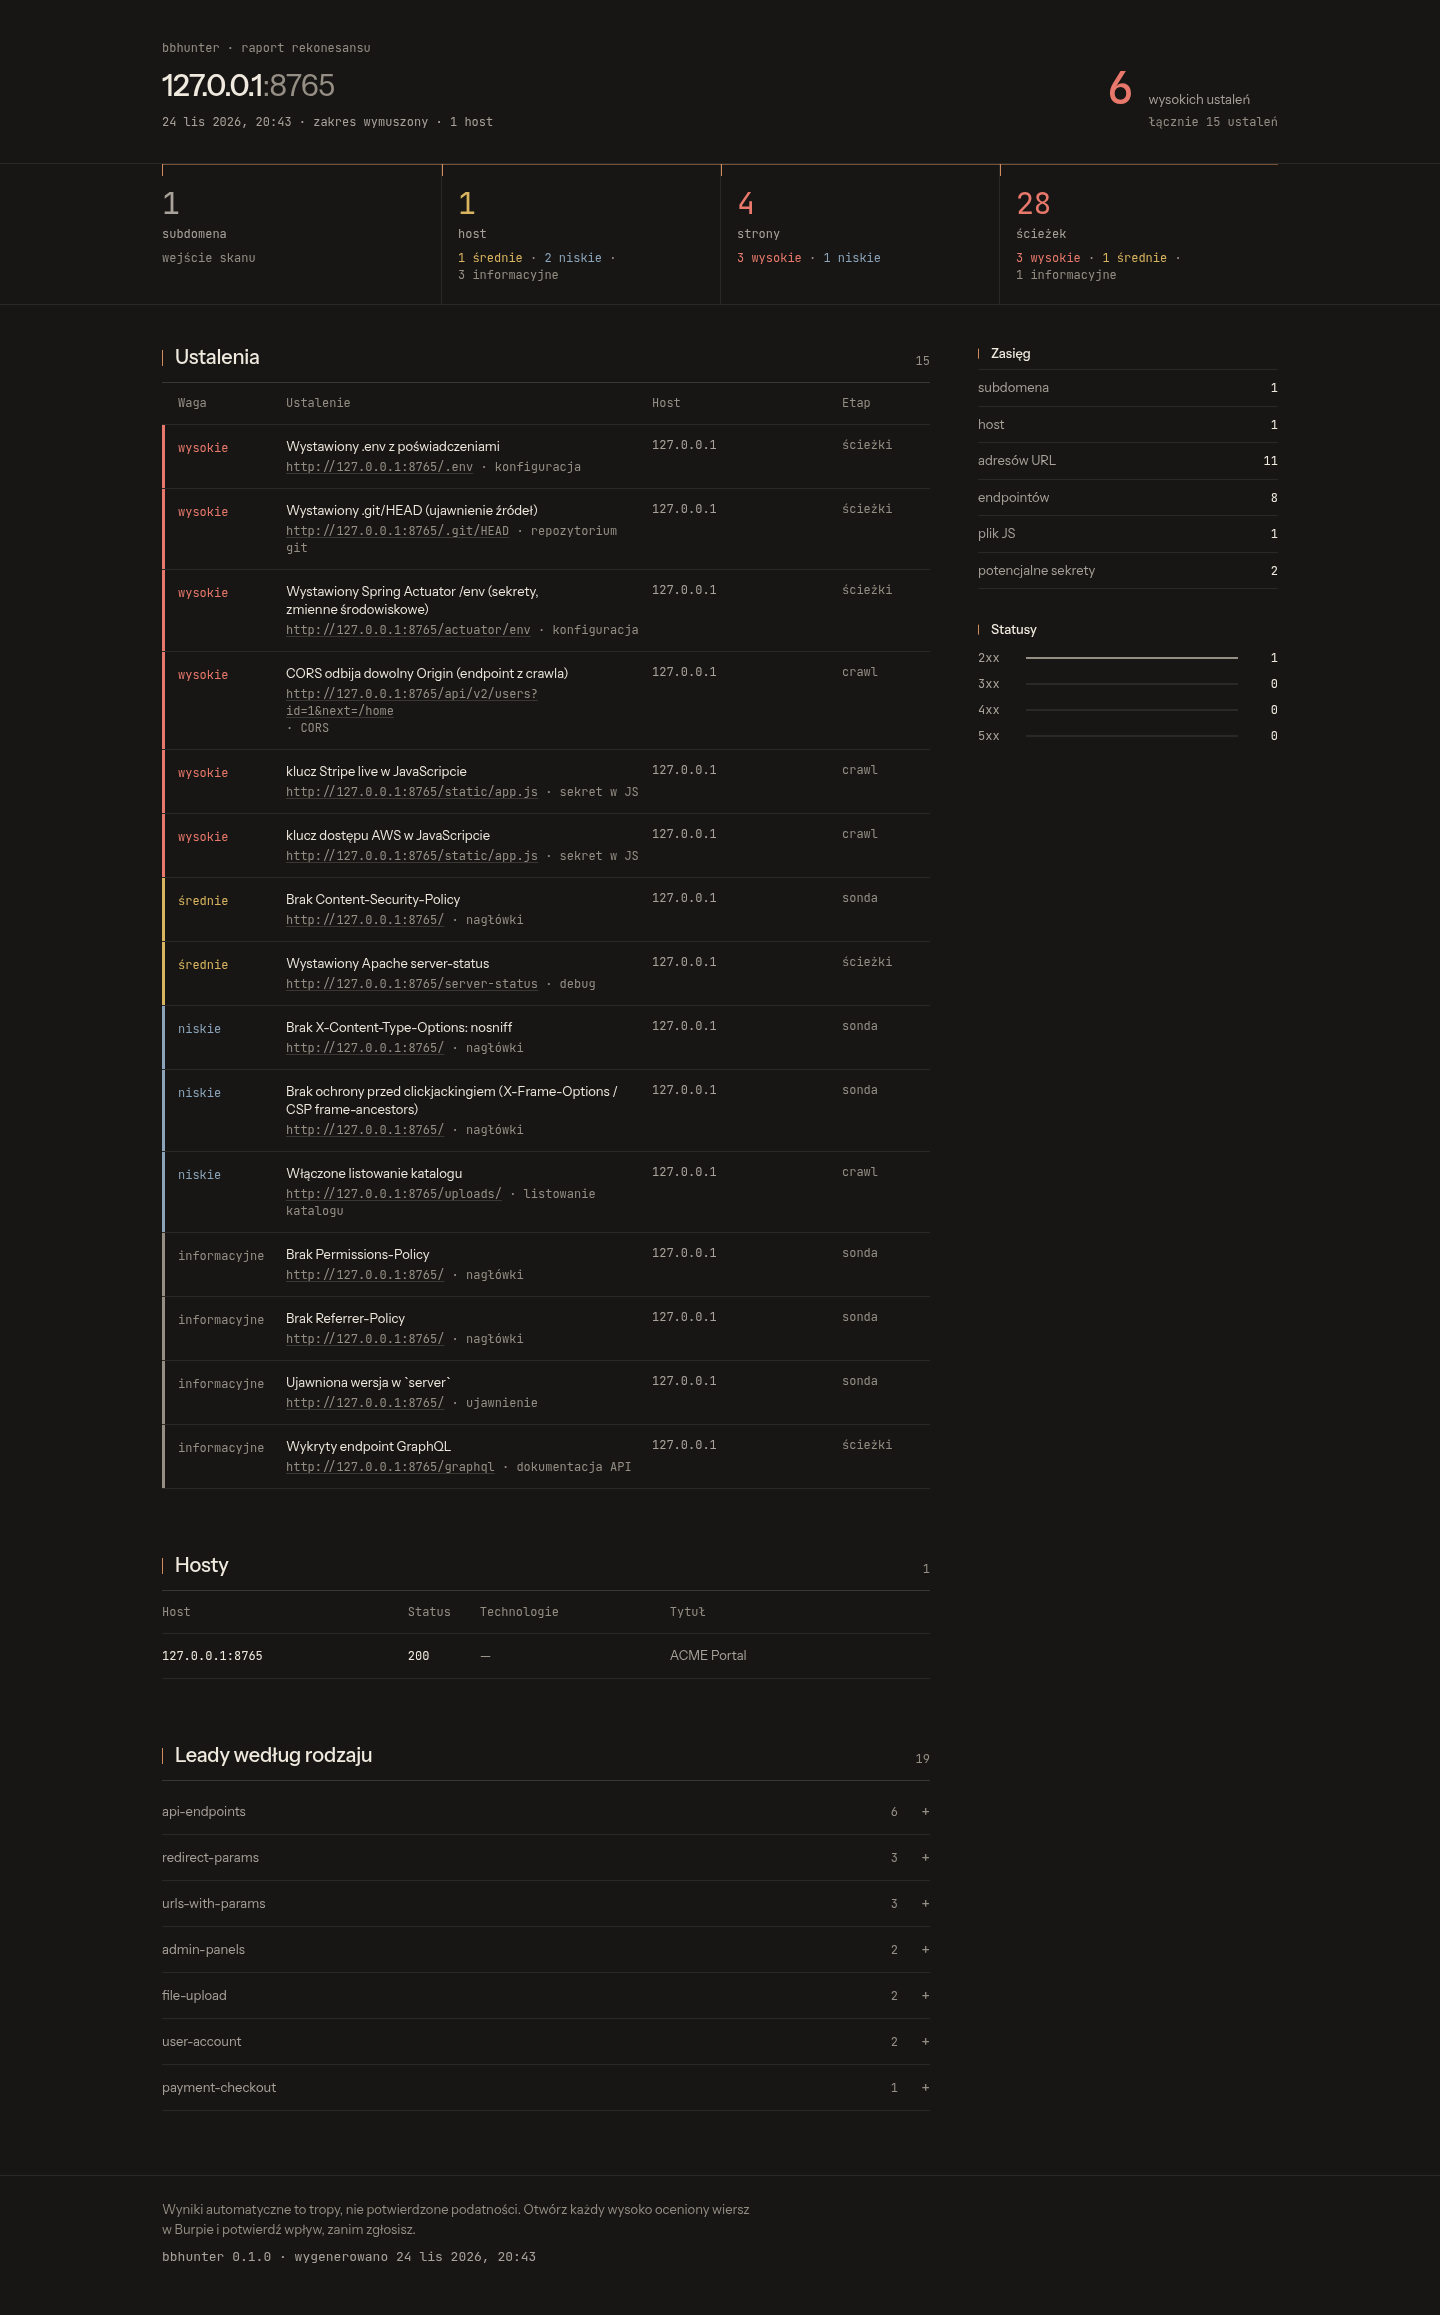 bbhunter · raport rekonesansu
127.0.0.1:8765
24 lis 2026, 20:43 · zakres wymuszony · 1 host
6 wysokich ustaleń
łącznie 15 ustaleń
1
subdomena
wejście skanu
1
host
1 średnie · 2 niskie ·
3 informacyjne
4
strony
3 wysokie · 1 niskie
28
ścieżek
3 wysokie · 1 średnie ·
1 informacyjne
Ustalenia 15
Waga Ustalenie Host Etap
wysokie Wystawiony .env z poświadczeniami 127.0.0.1 ścieżki
http://127.0.0.1:8765/.env · konfiguracja
wysokie Wystawiony .git/HEAD (ujawnienie źródeł) 127.0.0.1 ścieżki
http://127.0.0.1:8765/.git/HEAD · repozytorium
git
wysokie Wystawiony Spring Actuator /env (sekrety, 127.0.0.1 ścieżki
zmienne środowiskowe)
http://127.0.0.1:8765/actuator/env · konfiguracja
wysokie CORS odbija dowolny Origin (endpoint z crawla) 127.0.0.1 crawl
http://127.0.0.1:8765/api/v2/users?
id=1&next=/home
· CORS
wysokie klucz Stripe live w JavaScripcie 127.0.0.1 crawl
http://127.0.0.1:8765/static/app.js · sekret w JS
wysokie klucz dostępu AWS w JavaScripcie 127.0.0.1 crawl
http://127.0.0.1:8765/static/app.js · sekret w JS
średnie Brak Content-Security-Policy 127.0.0.1 sonda
http://127.0.0.1:8765/ · nagłówki
średnie Wystawiony Apache server-status 127.0.0.1 ścieżki
http://127.0.0.1:8765/server-status · debug
niskie Brak X-Content-Type-Options: nosniff 127.0.0.1 sonda
http://127.0.0.1:8765/ · nagłówki
niskie Brak ochrony przed clickjackingiem (X-Frame-Options / 127.0.0.1 sonda
CSP frame-ancestors)
http://127.0.0.1:8765/ · nagłówki
niskie Włączone listowanie katalogu 127.0.0.1 crawl
http://127.0.0.1:8765/uploads/ · listowanie
katalogu
informacyjne Brak Permissions-Policy 127.0.0.1 sonda
http://127.0.0.1:8765/ · nagłówki
informacyjne Brak Referrer-Policy 127.0.0.1 sonda
http://127.0.0.1:8765/ · nagłówki
informacyjne Ujawniona wersja w `server` 127.0.0.1 sonda
http://127.0.0.1:8765/ · ujawnienie
informacyjne Wykryty endpoint GraphQL 127.0.0.1 ścieżki
http://127.0.0.1:8765/graphql · dokumentacja API
Zasięg
subdomena 1
host 1
adresów URL 11
endpointów 8
plik JS 1
potencjalne sekrety 2
Statusy
2xx 1
3xx 0
4xx 0
5xx 0
Hosty 1
Host Status Technologie Tytuł
127.0.0.1:8765 200 — ACME Portal
Leady według rodzaju 19
api-endpoints 6 +
redirect-params 3 +
urls-with-params 3 +
admin-panels 2 +
file-upload 2 +
user-account 2 +
payment-checkout 1 +
Wyniki automatyczne to tropy, nie potwierdzone podatności. Otwórz każdy wysoko oceniony wiersz
w Burpie i potwierdź wpływ, zanim zgłosisz.
bbhunter 0.1.0 · wygenerowano 24 lis 2026, 20:43